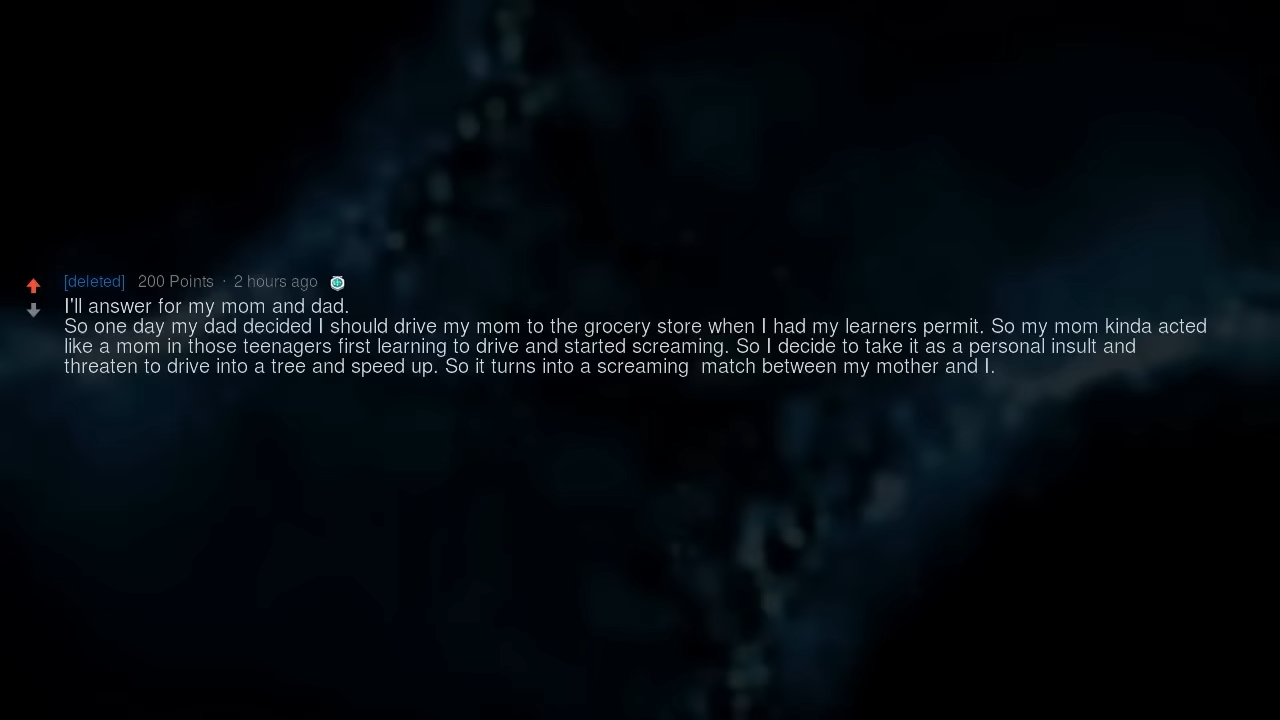 [deleted] 200 Points · 2 hours ago
I'll answer for my mom and dad.
So one day my dad decided I should drive my mom to the grocery store when I had my learners permit. So my mom kinda acted
like a mom in those teenagers first learning to drive and started screaming. So I decide to take it as a personal insult and
threaten to drive into a tree and speed up. So it turns into a screaming  match between my mother and I.